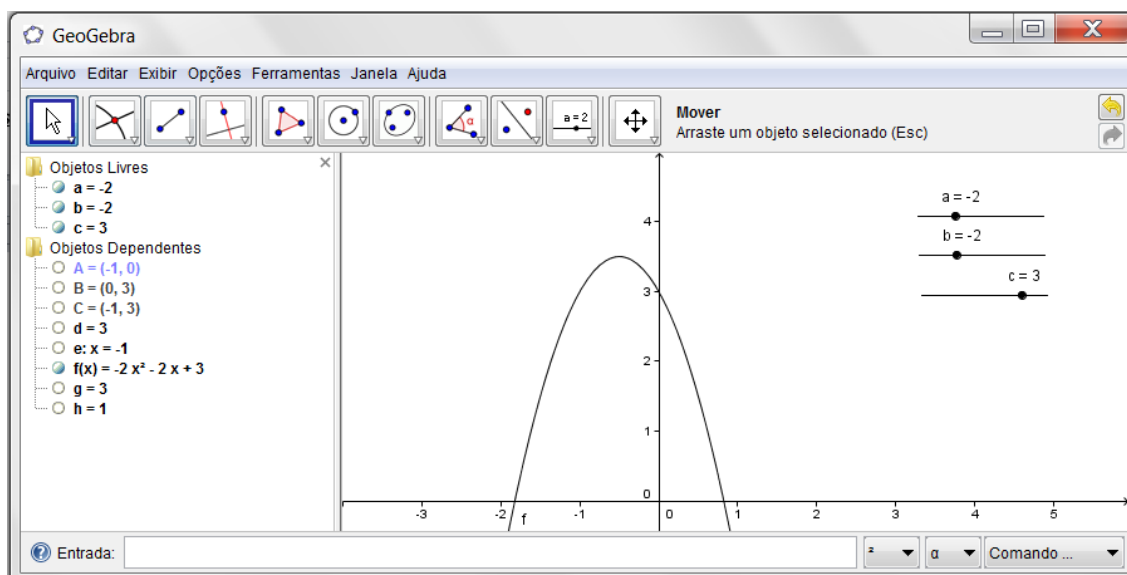 GeoGebra
Arquivo Editar Exibir Opções Ferramentas Janela Ajuda
a = 2
α
Mover
Arraste um objeto selecionado (Esc)
Objetos Livres
a = -2
b = -2
c = 3
Objetos Dependentes
A = (-1, 0)
B = (0, 3)
C = (-1, 3)
d = 3
e: x = -1
f(x) = -2 x² - 2 x + 3
g = 3
h = 1
a = -2
b = -2
c = 3
4
3
2
1
0
-3 -2 -1 0 1 2 3 4 5
f
Entrada: ² α Comando ...